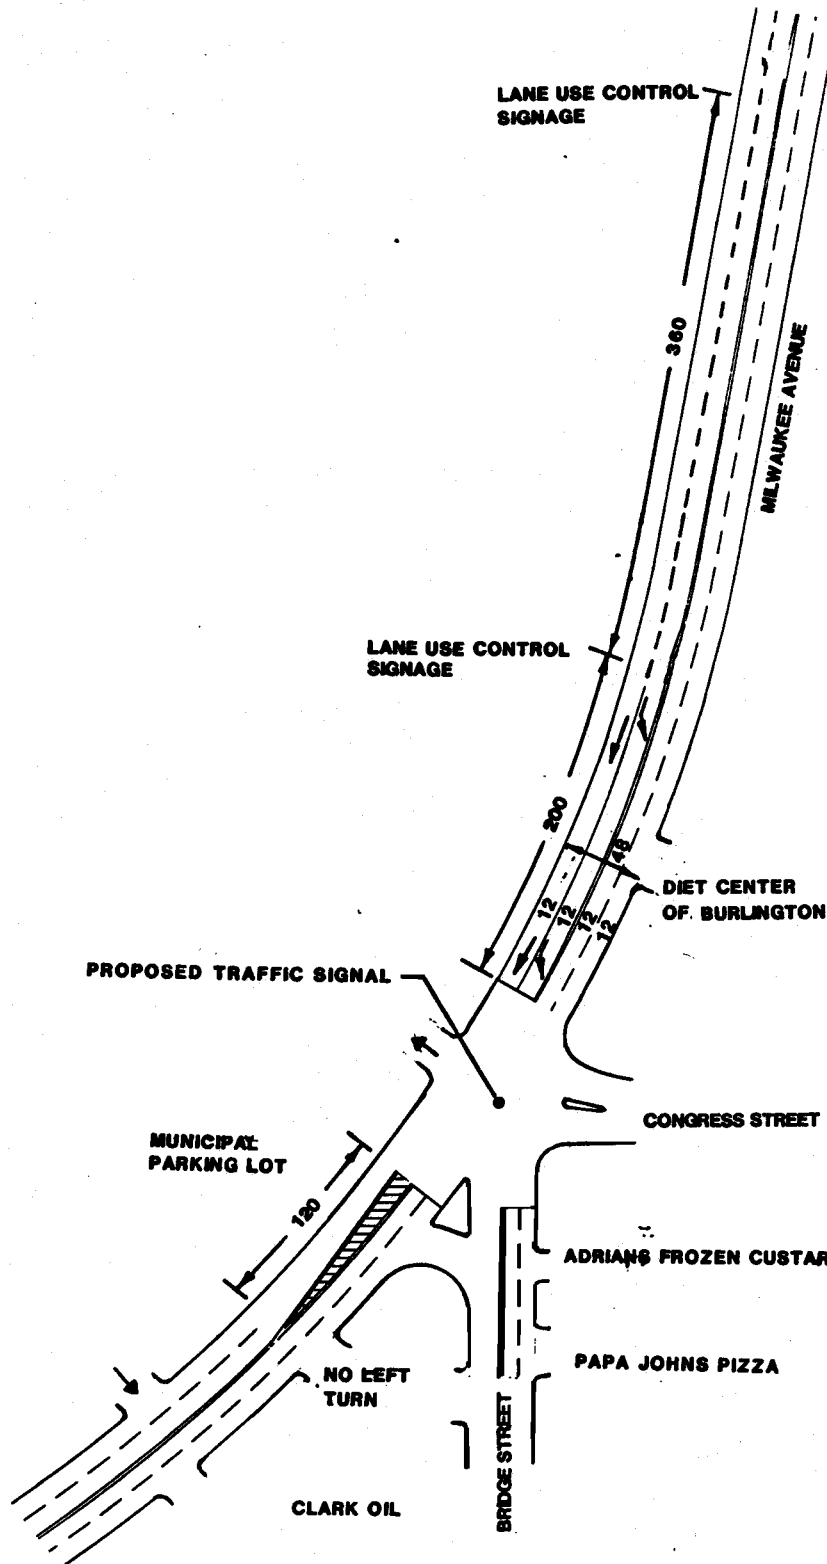 LANE USE CONTROL
SIGNAGE
360
MILWAUKEE AVENUE
LANE USE CONTROL
SIGNAGE
200
48
12
12
12
12
DIET CENTER
OF. BURLINGTON
PROPOSED TRAFFIC SIGNAL
CONGRESS STREET
MUNICIPAL
PARKING LOT
120
ADRIANS FROZEN CUSTAR
PAPA JOHNS PIZZA
NO LEFT
TURN
BRIDGE STREET
CLARK OIL